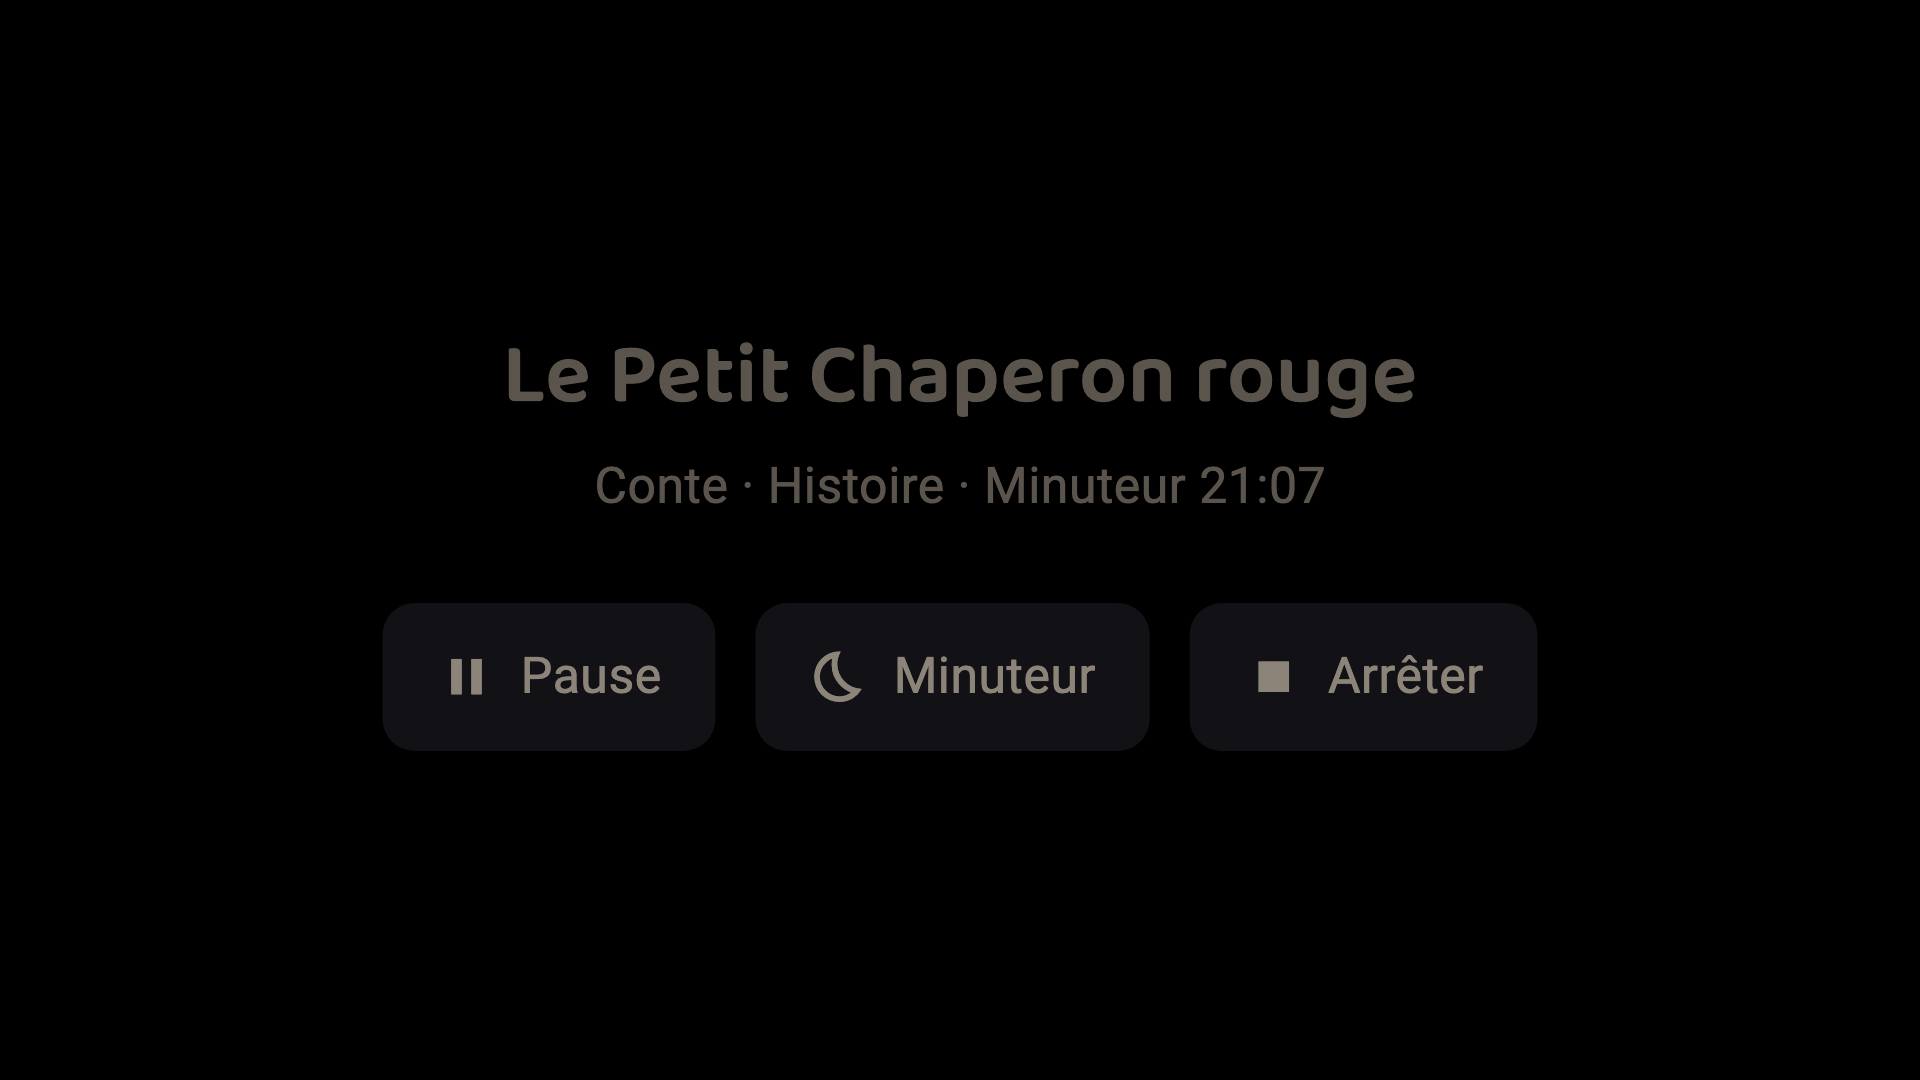 Le Petit Chaperon rouge
Conte · Histoire · Minuteur 21:07
Pause
Minuteur
Arrêter